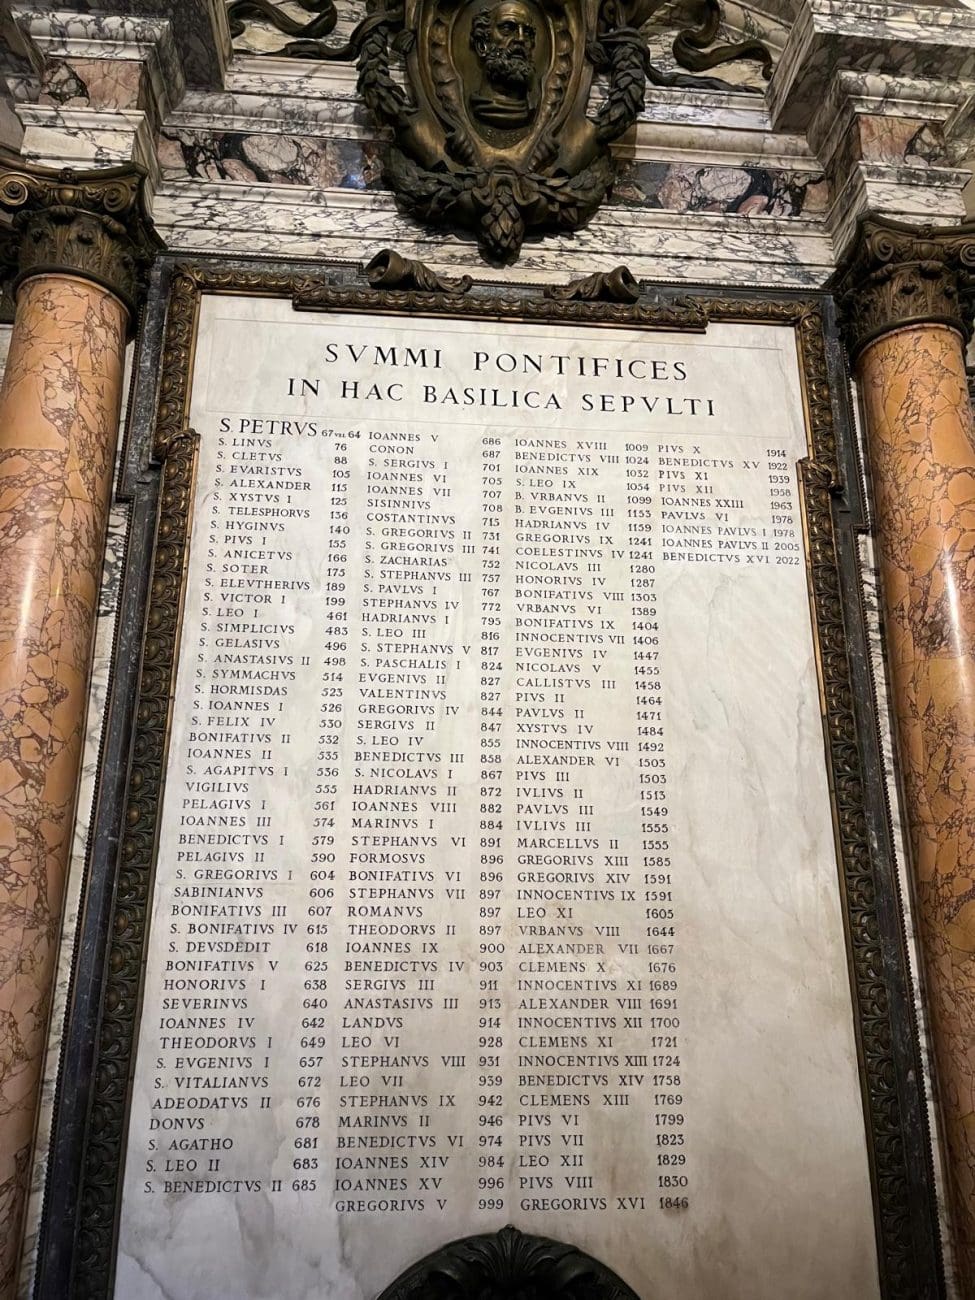 SVMMI PONTIFICES
IN HAC BASILICA SEPVLTI
S. PETRVS 67 vel 64
S. LINVS 76
S. CLETVS 88
S. EVARISTVS 105
S. ALEXANDER 115
S. XYSTVS I 125
S. TELESPHORVS 136
S. HYGINVS 140
S. PIVS I 155
S. ANICETVS 166
S. SOTER 175
S. ELEVTHERIVS 189
S. VICTOR I 199
S. LEO I 461
S. SIMPLICIVS 483
S. GELASIVS 496
S. ANASTASIVS II 498
S. SYMMACHVS 514
S. HORMISDAS 523
S. IOANNES I 526
S. FELIX IV 530
BONIFATIVS II 532
IOANNES II 535
S. AGAPITVS I 536
VIGILIVS 555
PELAGIVS I 561
IOANNES III 574
BENEDICTVS I 579
PELAGIVS II 590
S. GREGORIVS I 604
SABINIANVS 606
BONIFATIVS III 607
S. BONIFATIVS IV 615
S. DEVSDEDIT 618
BONIFATIVS V 625
HONORIVS I 638
SEVERINVS 640
IOANNES IV 642
THEODORVS I 649
S. EVGENIVS I 657
S. VITALIANVS 672
ADEODATVS II 676
DONVS 678
S. AGATHO 681
S. LEO II 683
S. BENEDICTVS II 685
IOANNES V 686
CONON 687
S. SERGIVS I 701
IOANNES VI 705
IOANNES VII 707
SISINNIVS 708
COSTANTINVS 715
S. GREGORIVS II 731
S. GREGORIVS III 741
S. ZACHARIAS 752
S. STEPHANVS III 757
S. PAVLVS I 767
STEPHANVS IV 772
HADRIANVS I 795
S. LEO III 816
S. STEPHANVS V 817
S. PASCHALIS I 824
EVGENIVS II 827
VALENTINVS 827
GREGORIVS IV 844
SERGIVS II 847
S. LEO IV 855
BENEDICTVS III 858
S. NICOLAVS I 867
HADRIANVS II 872
IOANNES VIII 882
MARINVS I 884
STEPHANVS VI 891
FORMOSVS 896
BONIFATIVS VI 896
STEPHANVS VII 897
ROMANVS 897
THEODORVS II 897
IOANNES IX 900
BENEDICTVS IV 903
SERGIVS III 911
ANASTASIVS III 913
LANDVS 914
LEO VI 928
STEPHANVS VIII 931
LEO VII 939
STEPHANVS IX 942
MARINVS II 946
BENEDICTVS VI 974
IOANNES XIV 984
IOANNES XV 996
GREGORIVS V 999
IOANNES XVIII 1009
BENEDICTVS VIII 1024
IOANNES XIX 1032
S. LEO IX 1054
B. VRBANVS II 1099
B. EVGENIVS III 1153
HADRIANVS IV 1159
GREGORIVS IX 1241
COELESTINVS IV 1241
NICOLAVS III 1280
HONORIVS IV 1287
BONIFATIVS VIII 1303
VRBANVS VI 1389
BONIFATIVS IX 1404
INNOCENTIVS VII 1406
EVGENIVS IV 1447
NICOLAVS V 1455
CALLISTVS III 1458
PIVS II 1464
PAVLVS II 1471
XYSTVS IV 1484
INNOCENTIVS VIII 1492
ALEXANDER VI 1503
PIVS III 1503
IVLIVS II 1513
PAVLVS III 1549
IVLIVS III 1555
MARCELLVS II 1555
GREGORIVS XIII 1585
GREGORIVS XIV 1591
INNOCENTIVS IX 1591
LEO XI 1605
VRBANVS VIII 1644
ALEXANDER VII 1667
CLEMENS X 1676
INNOCENTIVS XI 1689
ALEXANDER VIII 1691
INNOCENTIVS XII 1700
CLEMENS XI 1721
INNOCENTIVS XIII 1724
BENEDICTVS XIV 1758
CLEMENS XIII 1769
PIVS VI 1799
PIVS VII 1823
LEO XII 1829
PIVS VIII 1830
GREGORIVS XVI 1846
PIVS X 1914
BENEDICTVS XV 1922
PIVS XI 1939
PIVS XII 1958
IOANNES XXIII 1963
PAVLVS VI 1978
IOANNES PAVLVS I 1978
IOANNES PAVLVS II 2005
BENEDICTVS XVI 2022